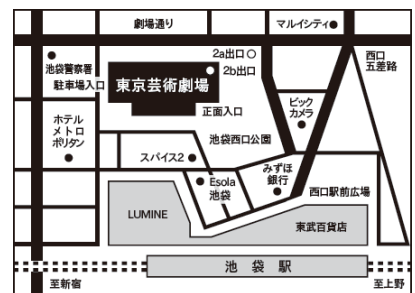 劇場通り
マルイシティ
2a出口
2b出口
西口
五差路
池袋警察署
駐車場入口
東京芸術劇場
正面入口
ビック
カメラ
ホテル
メトロ
ポリタン
池袋西口公園
スパイス2
みずほ
銀行
Esola
池袋
西口駅前広場
LUMINE
東武百貨店
池袋駅
至新宿
至上野